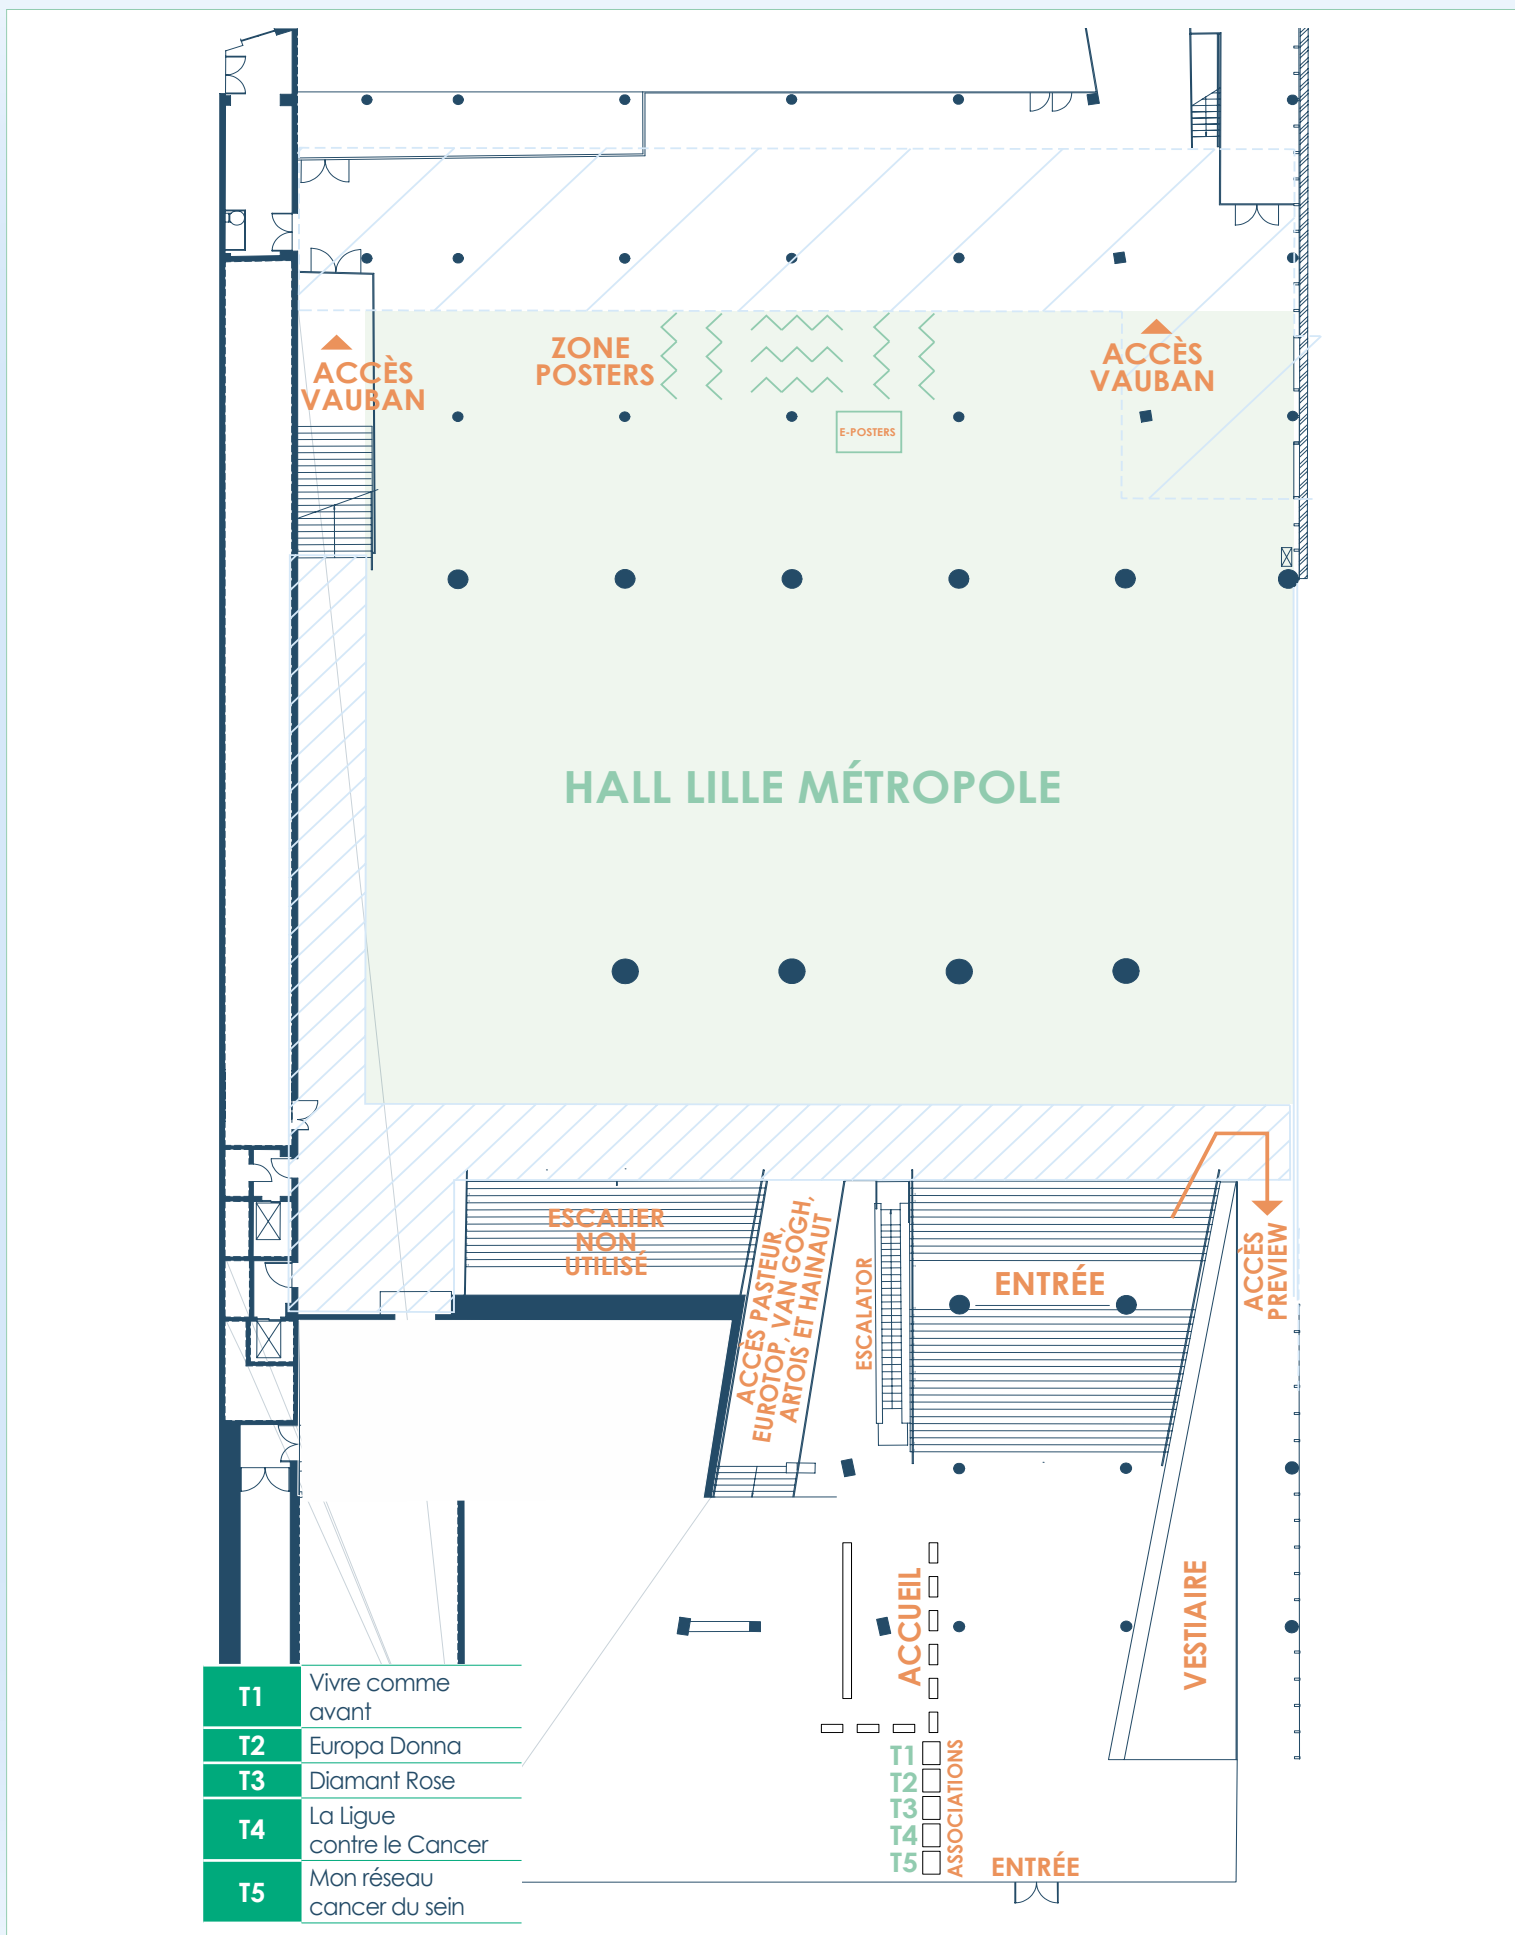 ZONE
POSTERS
ACCÈS
VAUBAN
ACCÈS
VAUBAN
E-POSTERS
HALL LILLE MÉTROPOLE
ESCALIER
NON
UTILISÉ
ACCÈS PASTEUR,
EUROTOP, VAN GOGH,
ARTOIS ET HAINAUT
ESCALATOR
ENTRÉE
ACCÈS
PREVIEW
ACCUEIL
VESTIAIRE
T1
T2
T3
T4
T5
ASSOCIATIONS
ENTRÉE
T1 Vivre comme
avant
T2 Europa Donna
T3 Diamant Rose
T4 La Ligue
contre le Cancer
T5 Mon réseau
cancer du sein